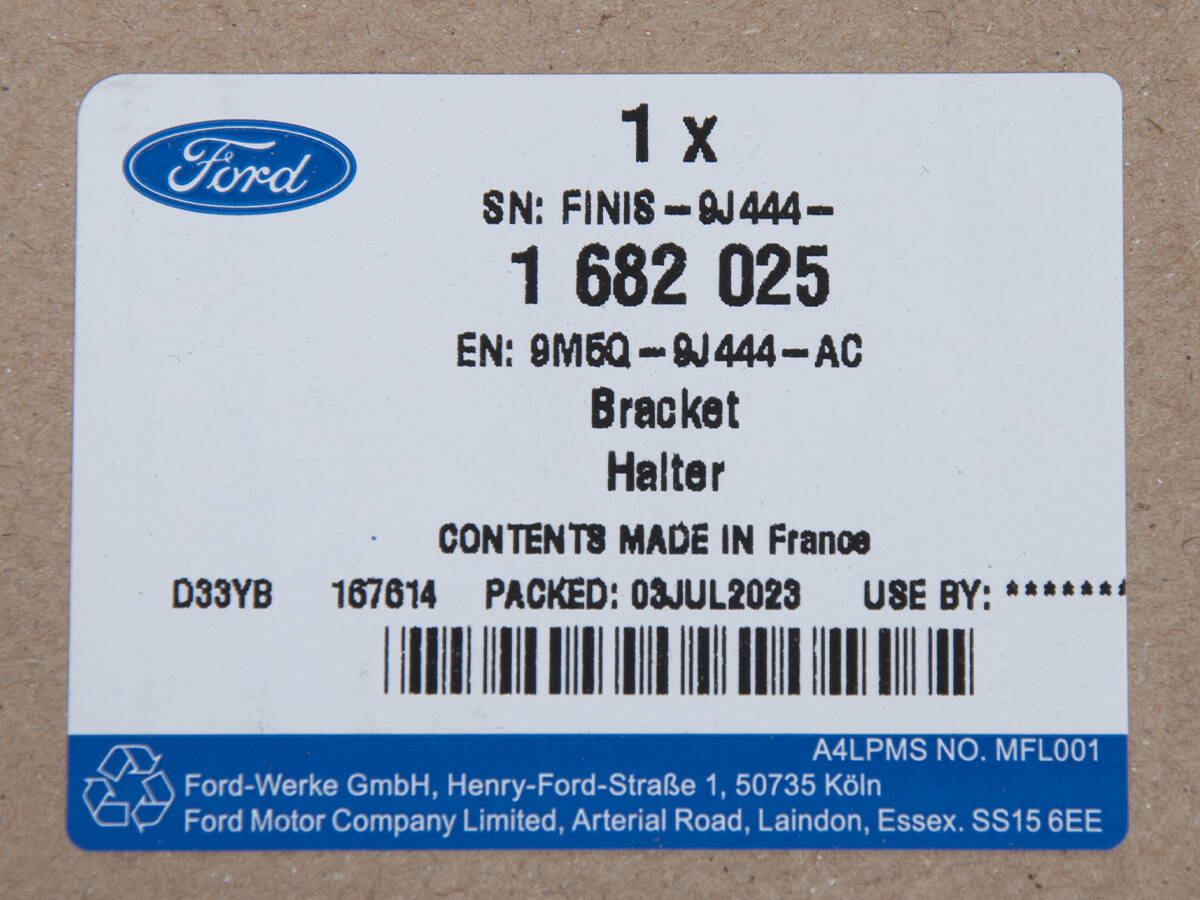 Ford
1 x
SN: FINIS-9J444-
1 682 025
EN: 9M5Q-9J444-AC
Bracket
Halter
CONTENTS MADE IN France
D33YB 167614 PACKED: 03JUL2023 USE BY: *******
A4LPMS NO. MFL001
Ford-Werke GmbH, Henry-Ford-Straße 1, 50735 Köln
Ford Motor Company Limited, Arterial Road, Laindon, Essex. SS15 6EE